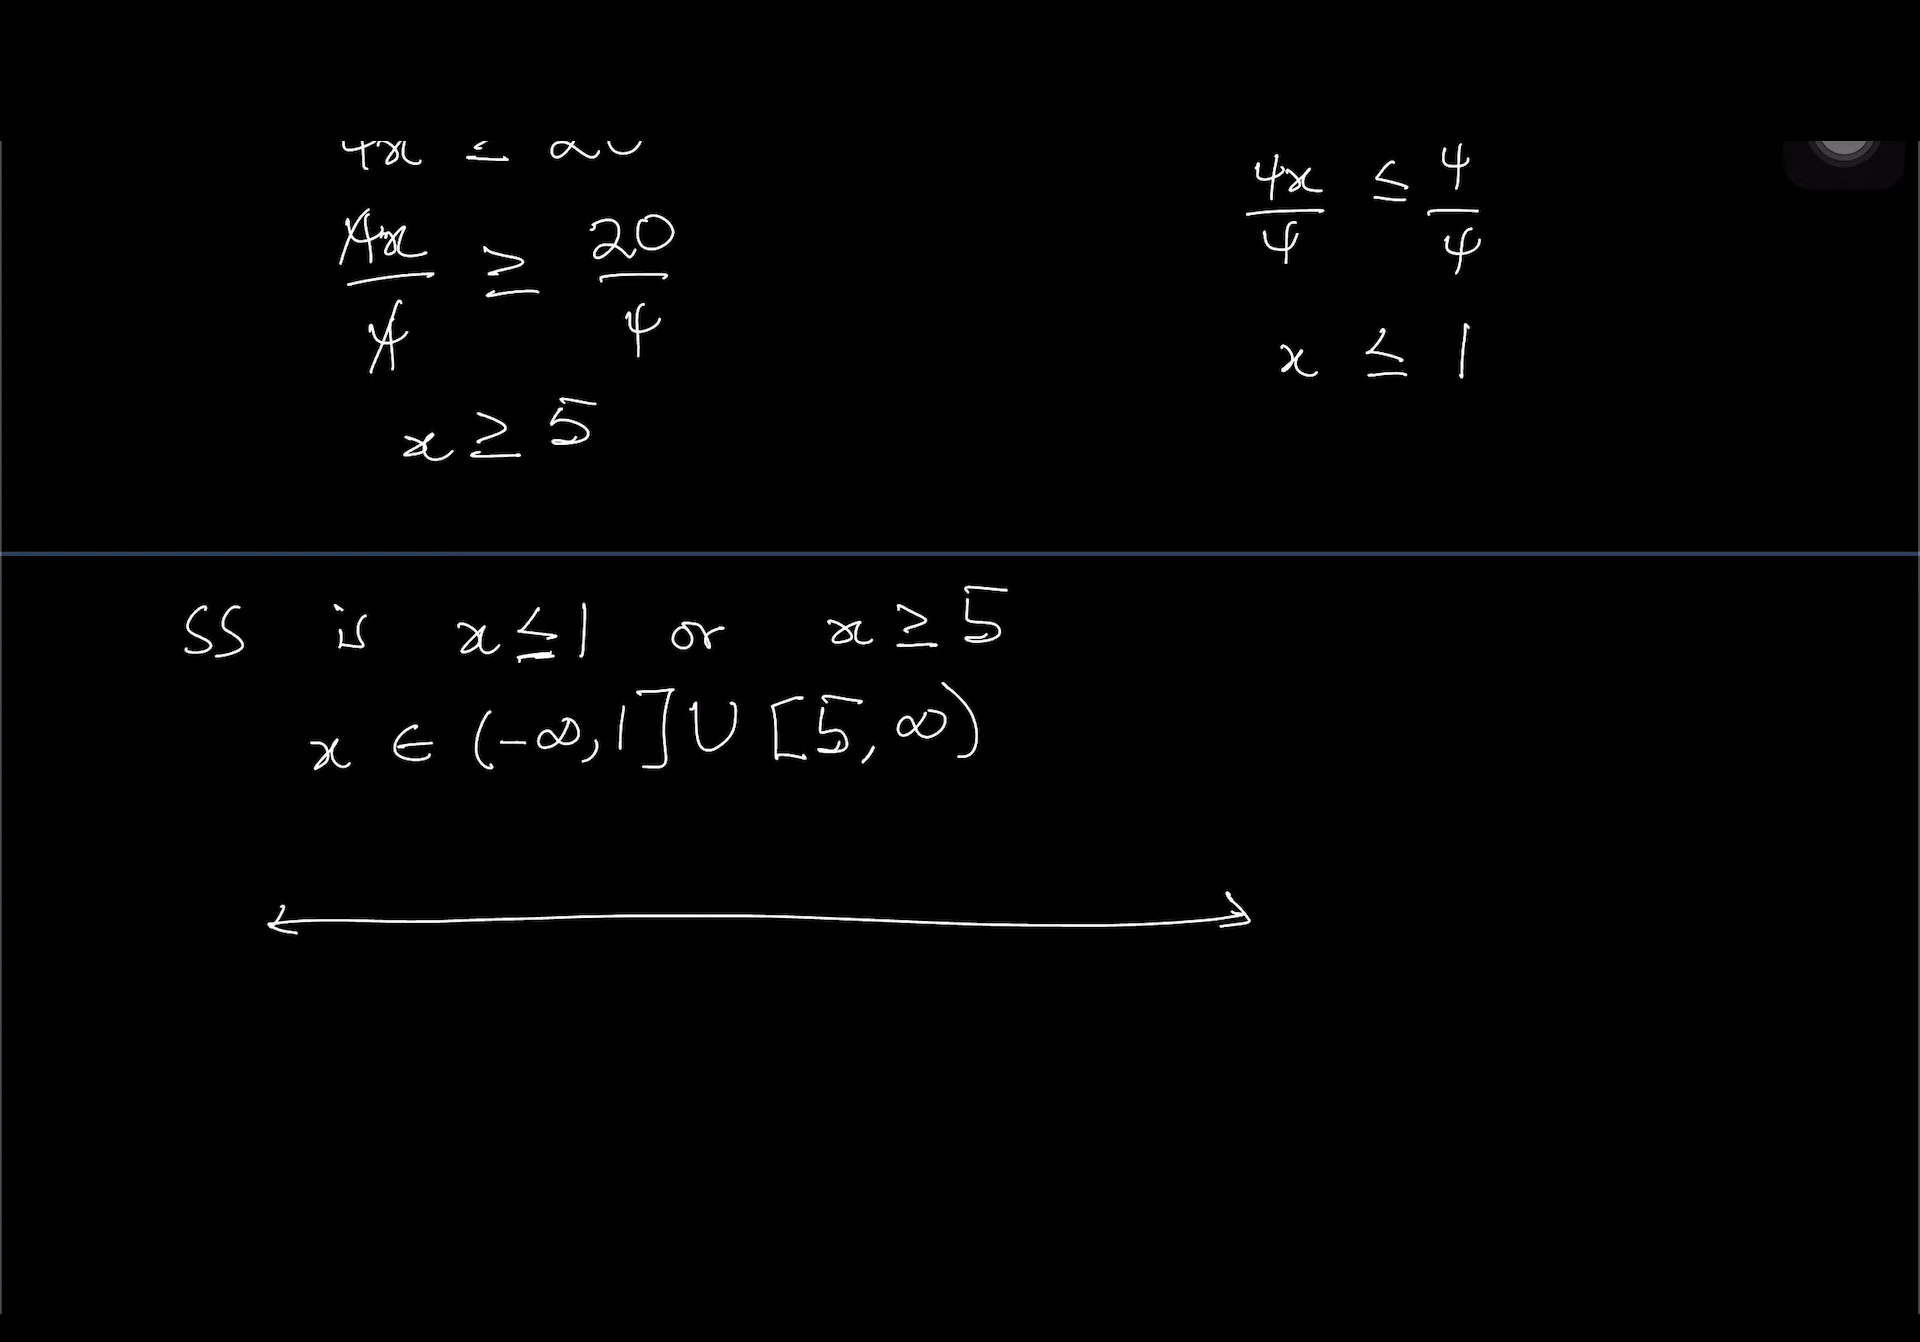 4x/4 ≥ 20/4
x ≥ 5
4x/4 ≤ 4/4
x ≤ 1
SS is x ≤ 1 or x ≥ 5
x ∈ (-∞, 1] ∪ [5, ∞)